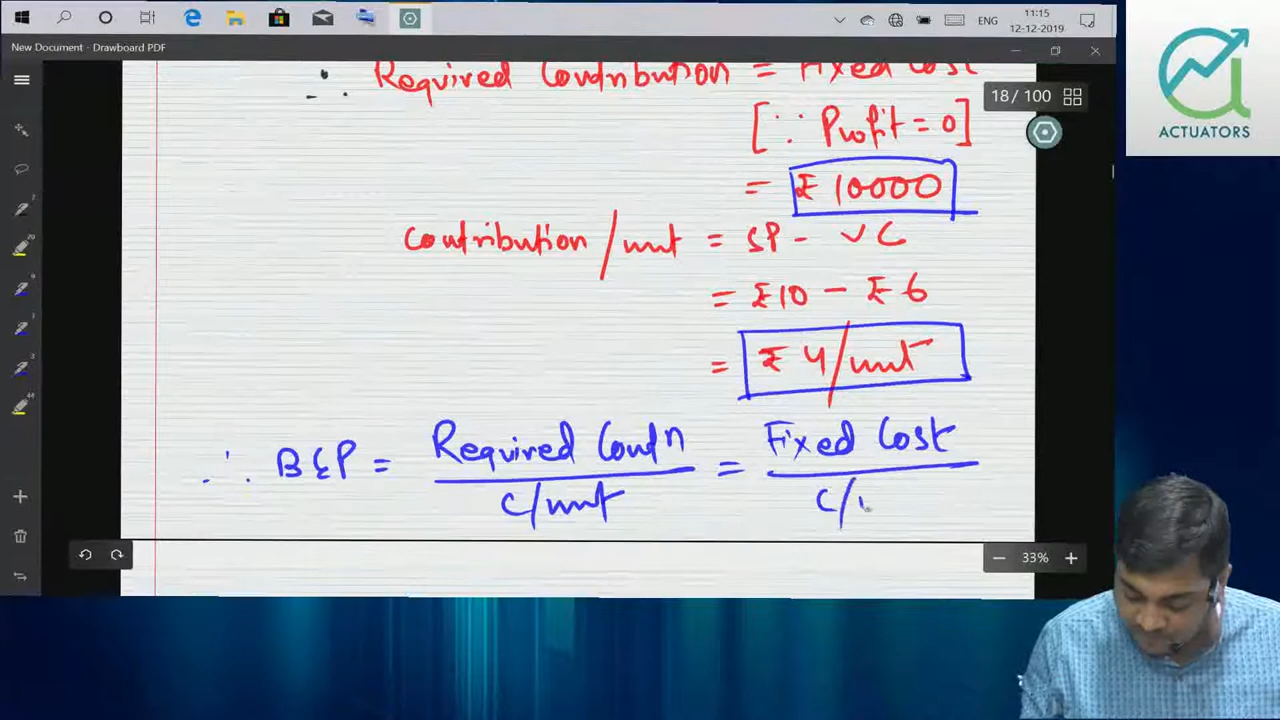 11:15
ENG
12-12-2019
New Document - Drawboard PDF
Required Contribution = Fixed Cost
18 / 100
[∵ Profit = 0]
= ₹ 10000
Contribution / unit = SP - VC
= ₹10 - ₹ 6
= ₹ 4/unit
∴ BEP = Required Contn / C/unit = Fixed Cost / C/
33%
ACTUATORS